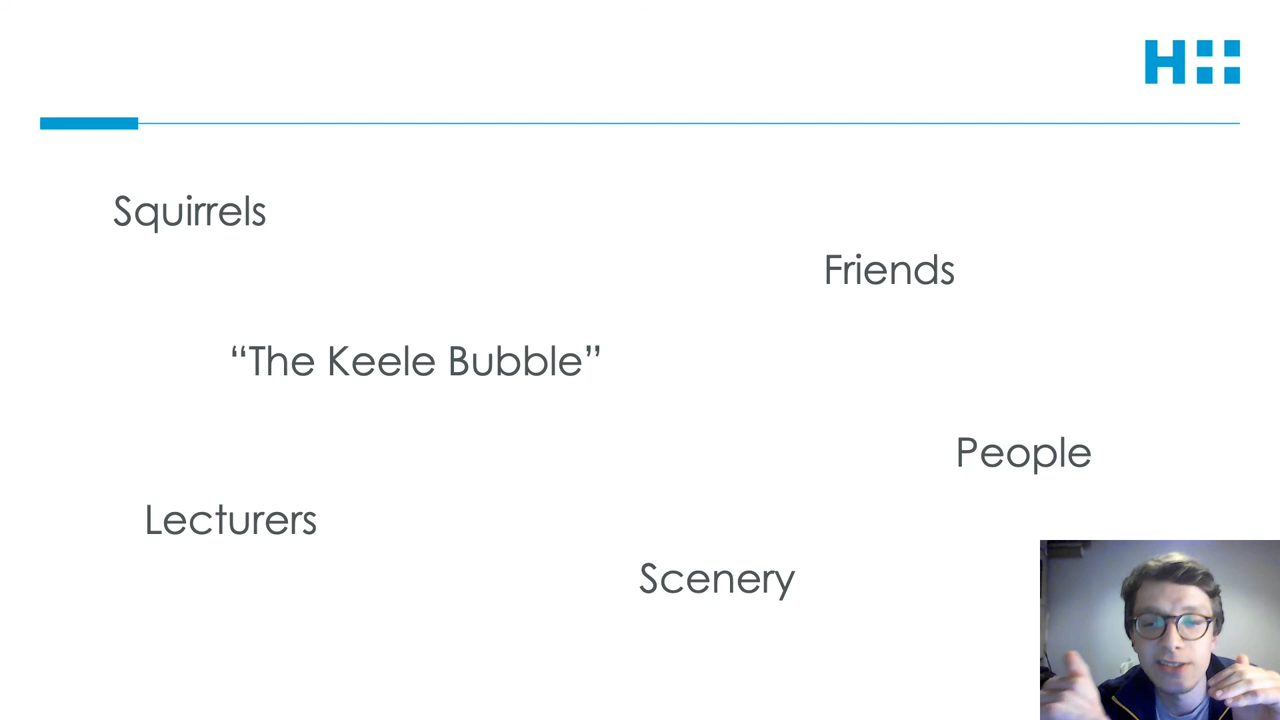 H
Squirrels
Friends
“The Keele Bubble”
People
Lecturers
Scenery